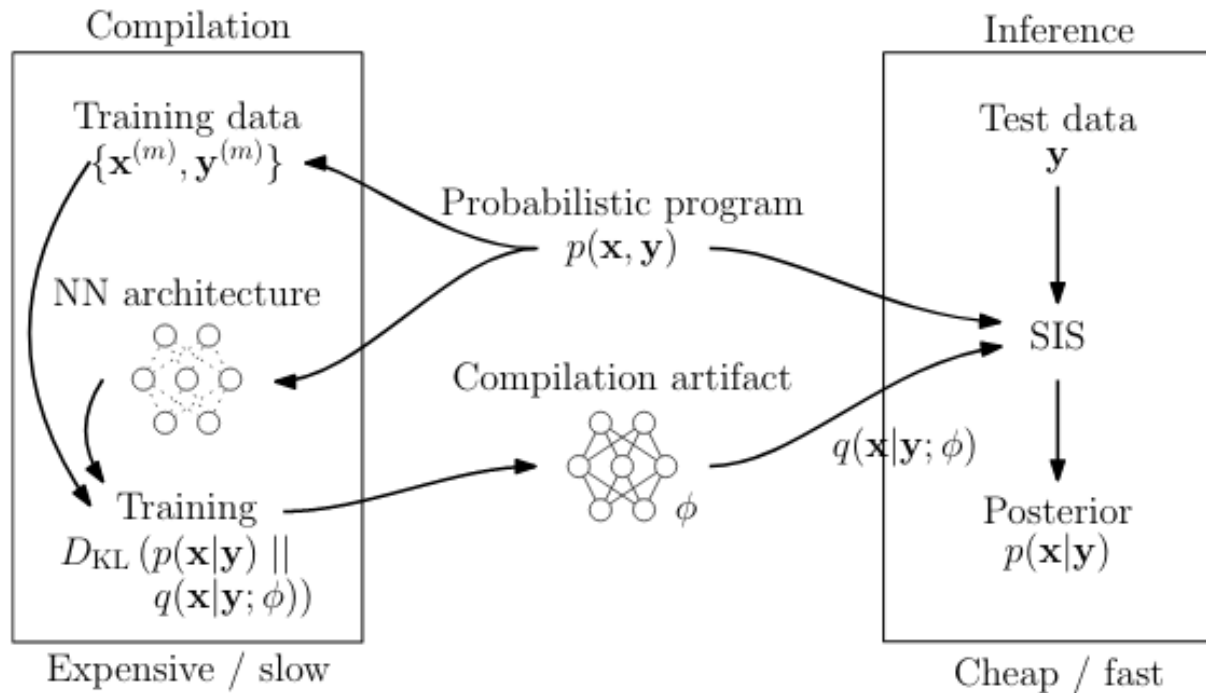 Compilation
Training data
{x^(m), y^(m)}
NN architecture
Training
D_KL (p(x|y) ||
q(x|y; ϕ))
Expensive / slow
Probabilistic program
p(x, y)
Compilation artifact
ϕ
q(x|y; ϕ)
Inference
Test data
y
SIS
Posterior
p(x|y)
Cheap / fast